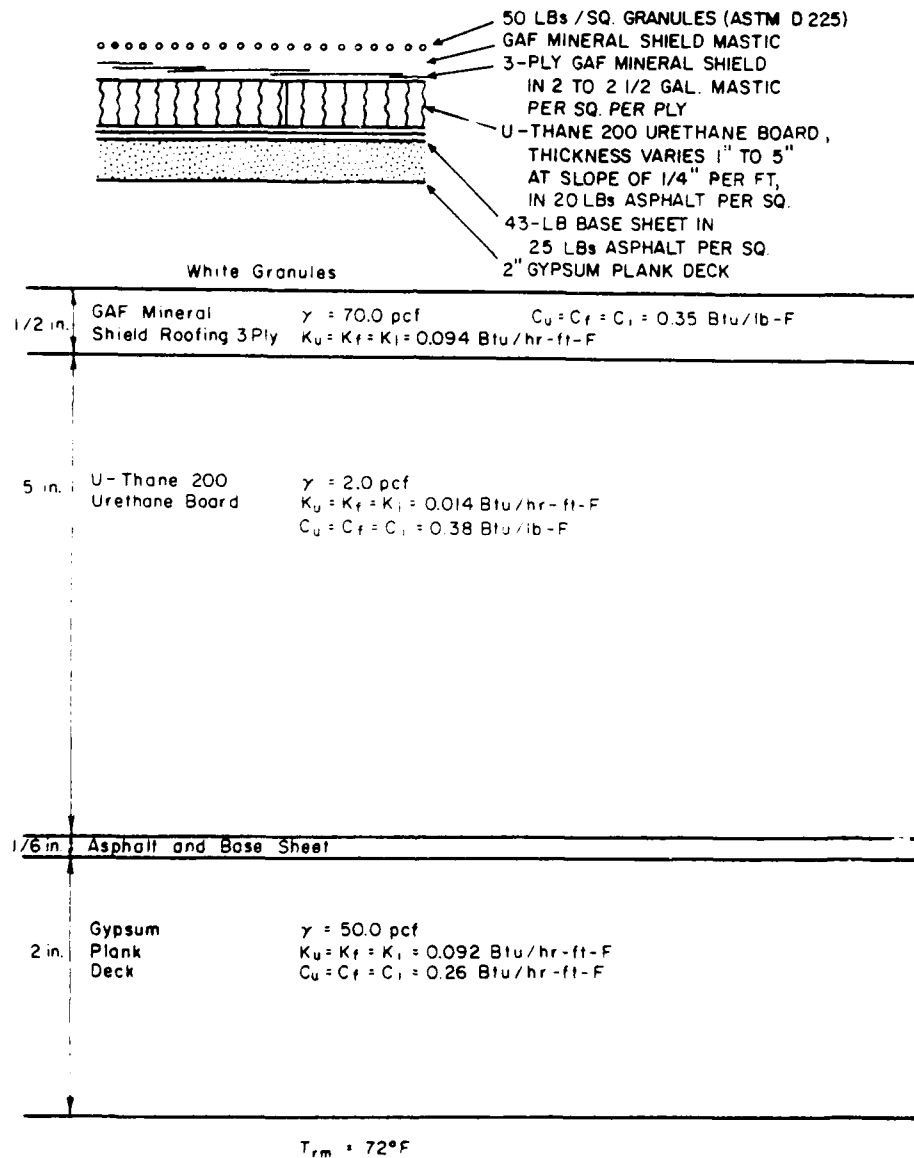 50 LBs / SQ. GRANULES (ASTM D 225)
GAF MINERAL SHIELD MASTIC
3-PLY GAF MINERAL SHIELD
IN 2 TO 2 1/2 GAL. MASTIC
PER SQ. PER PLY
U-THANE 200 URETHANE BOARD,
THICKNESS VARIES 1" TO 5"
AT SLOPE OF 1/4" PER FT,
IN 20 LBs ASPHALT PER SQ.
43-LB BASE SHEET IN
25 LBs ASPHALT PER SQ.
2" GYPSUM PLANK DECK
White Granules
1/2 in.
GAF Mineral γ = 70.0 pcf Cu = Cf = Ci = 0.35 Btu/lb-F
Shield Roofing 3 Ply Ku = Kf = Ki = 0.094 Btu/hr-ft-F
5 in.
U-Thane 200 γ = 2.0 pcf
Urethane Board Ku = Kf = Ki = 0.014 Btu/hr-ft-F
Cu = Cf = Ci = 0.38 Btu/lb-F
1/6 in. Asphalt and Base Sheet
Gypsum γ = 50.0 pcf
2 in. Plank Ku = Kf = Ki = 0.092 Btu/hr-ft-F
Deck Cu = Cf = Ci = 0.26 Btu/hr-ft-F
Trm = 72°F